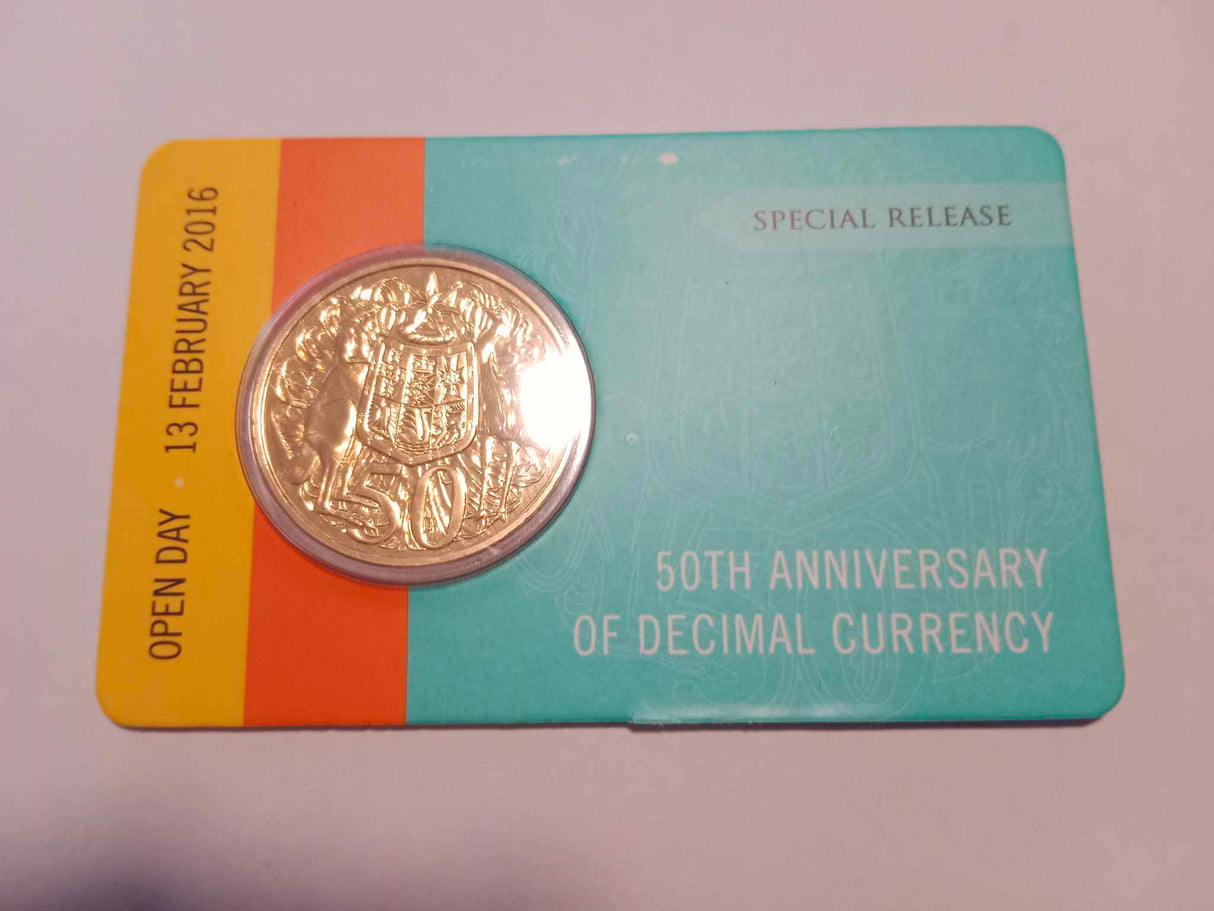 OPEN DAY · 13 FEBRUARY 2016
SPECIAL RELEASE
50
50TH ANNIVERSARY
OF DECIMAL CURRENCY